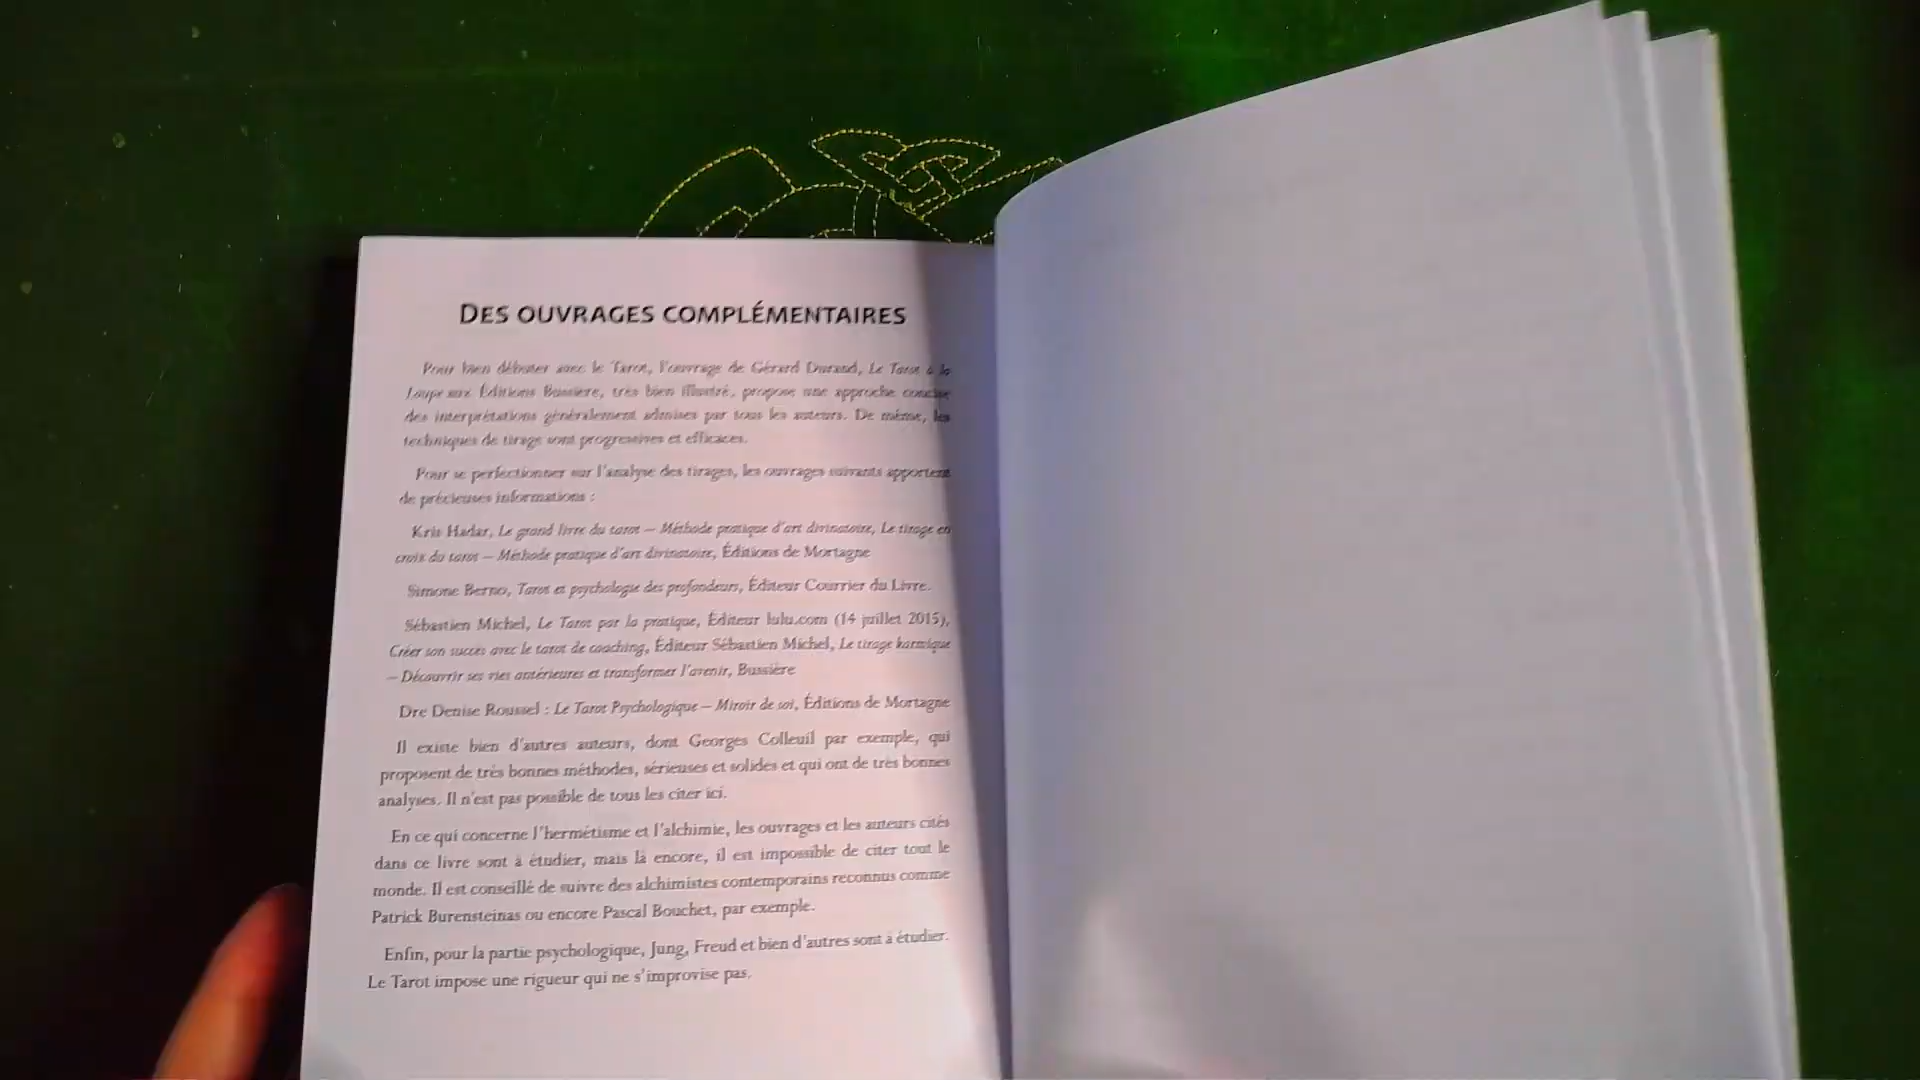 DES OUVRAGES COMPLÉMENTAIRES
Pour bien débuter avec le Tarot, l'ouvrage de Gérard Durand, Le Tarot à la
Loupe aux Éditions Bussière, très bien illustré, propose une approche concise
des interprétations généralement admises par tous les auteurs. De même, les
techniques de tirage sont progressives et efficaces.
Pour se perfectionner sur l'analyse des tirages, les ouvrages suivants apportent
de précieuses informations :
Kris Hadar, Le grand livre du tarot – Méthode pratique d'art divinatoire, Le tirage en
croix du tarot – Méthode pratique d'art divinatoire, Éditions de Mortagne
Simone Berno, Tarot et psychologie des profondeurs, Éditeur Courrier du Livre.
Sébastien Michel, Le Tarot par la pratique, Éditeur lulu.com (14 juillet 2015),
Créer son succès avec le tarot de coaching, Éditeur Sébastien Michel, Le tirage karmique
– Découvrir ses vies antérieures et transformer l'avenir, Bussière
Dre Denise Roussel : Le Tarot Psychologique – Miroir de soi, Éditions de Mortagne
Il existe bien d'autres auteurs, dont Georges Colleuil par exemple, qui
proposent de très bonnes méthodes, sérieuses et solides et qui ont de très bonnes
analyses. Il n'est pas possible de tous les citer ici.
En ce qui concerne l'hermétisme et l'alchimie, les ouvrages et les auteurs cités
dans ce livre sont à étudier, mais là encore, il est impossible de citer tout le
monde. Il est conseillé de suivre des alchimistes contemporains reconnus comme
Patrick Burensteinas ou encore Pascal Bouchet, par exemple.
Enfin, pour la partie psychologique, Jung, Freud et bien d'autres sont à étudier.
Le Tarot impose une rigueur qui ne s'improvise pas.